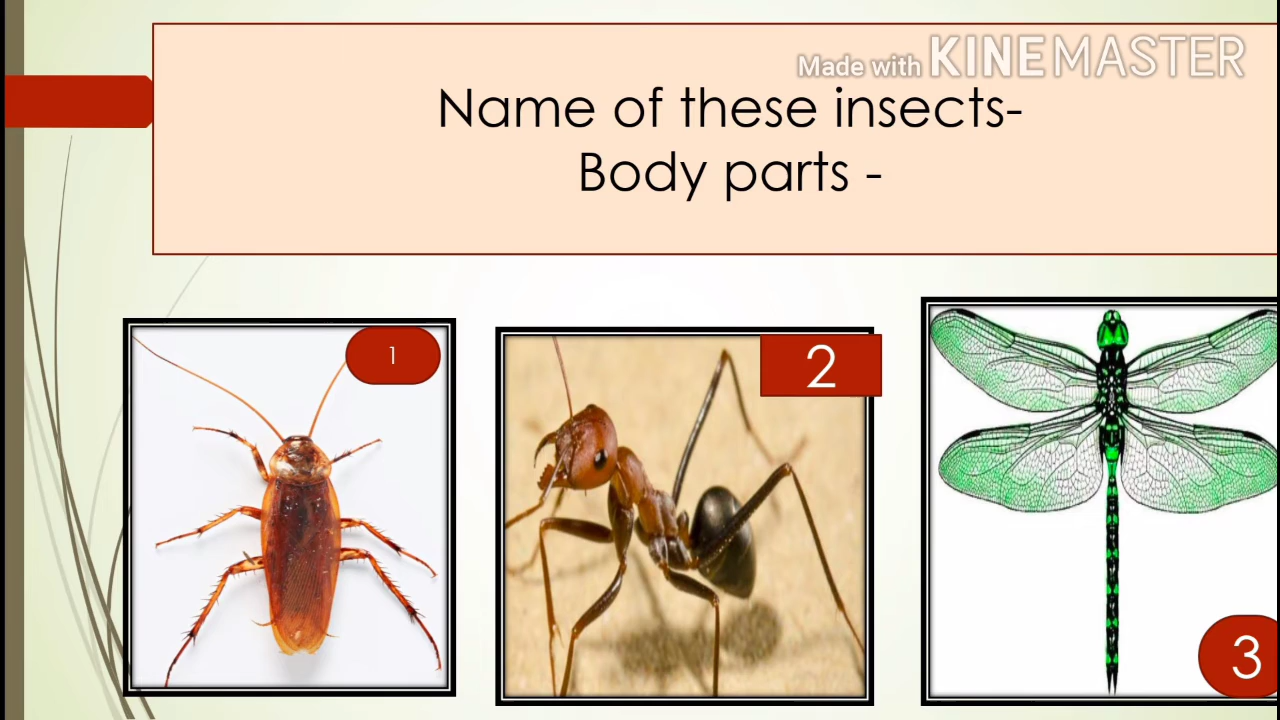 Made with KINEMASTER
Name of these insects-
Body parts -
1
2
3